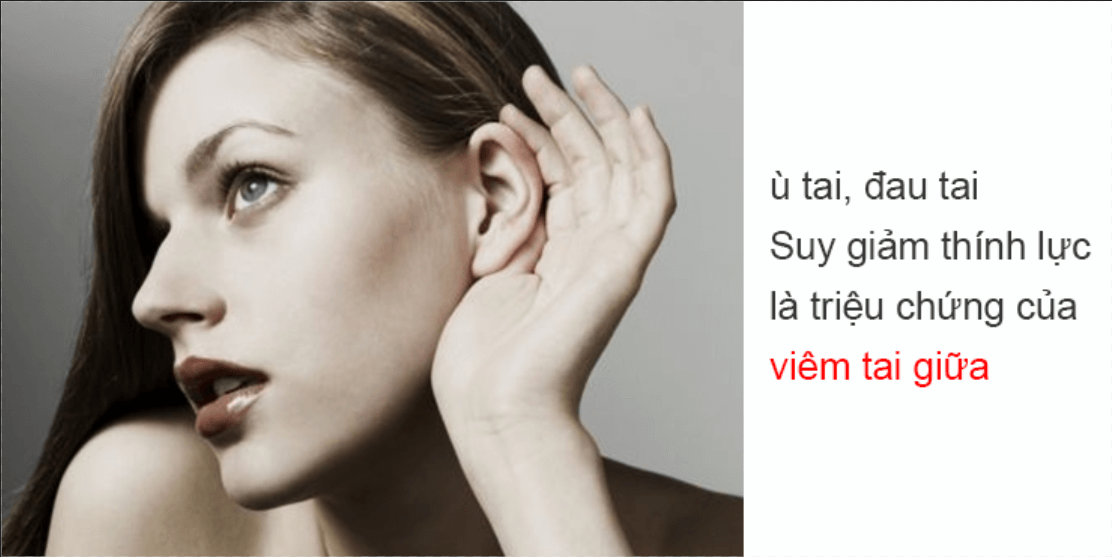 ù tai, đau tai
Suy giảm thính lực
là triệu chứng của
viêm tai giữa